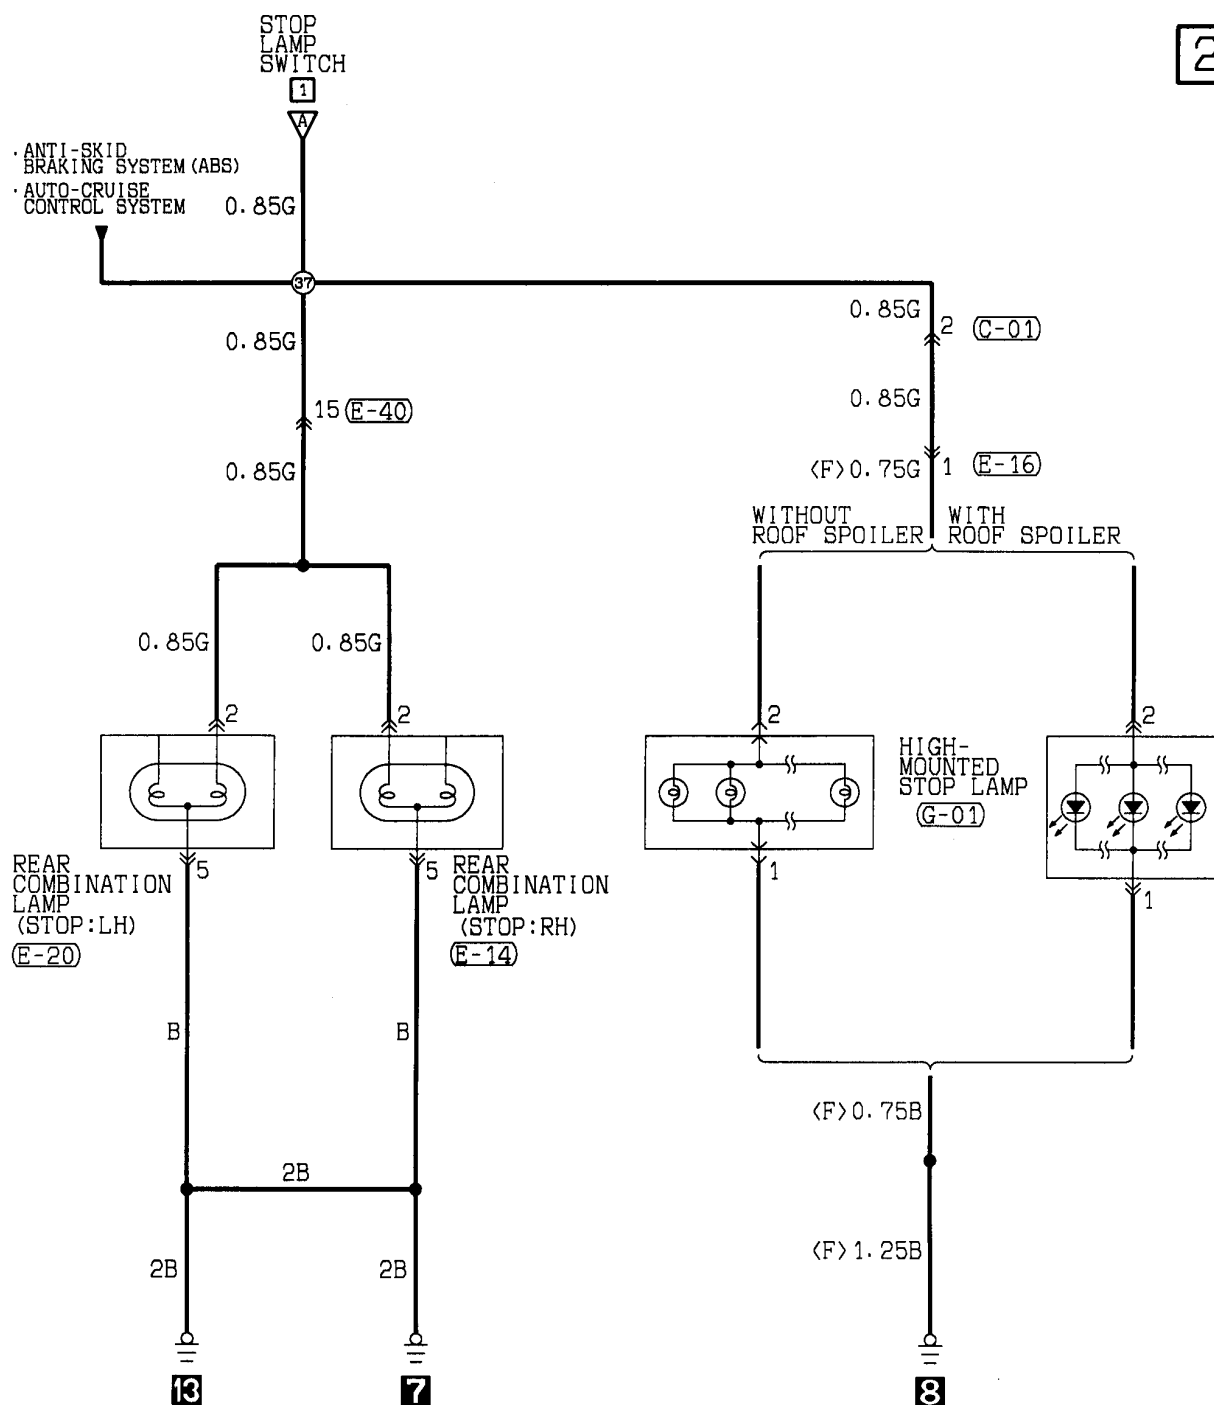 STOP
LAMP
SWITCH
1
A
2
· ANTI-SKID
BRAKING SYSTEM (ABS)
· AUTO-CRUISE
CONTROL SYSTEM
0.85G
37
0.85G
0.85G
2 C-01
15 E-40
0.85G
0.85G
<F>0.75G
1 E-16
WITHOUT
ROOF SPOILER
WITH
ROOF SPOILER
0.85G
0.85G
2
2
2
2
HIGH-
MOUNTED
STOP LAMP
G-01
5
5
1
1
REAR
COMBINATION
LAMP
(STOP:LH)
E-20
REAR
COMBINATION
LAMP
(STOP:RH)
E-14
B
B
<F>0.75B
2B
<F>1.25B
2B
2B
13
7
8